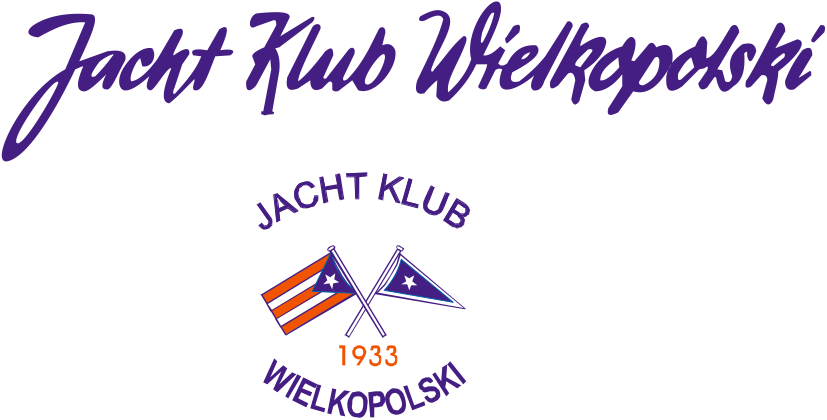 Jacht Klub Wielkopolski
JACHT KLUB
1933
WIELKOPOLSKI